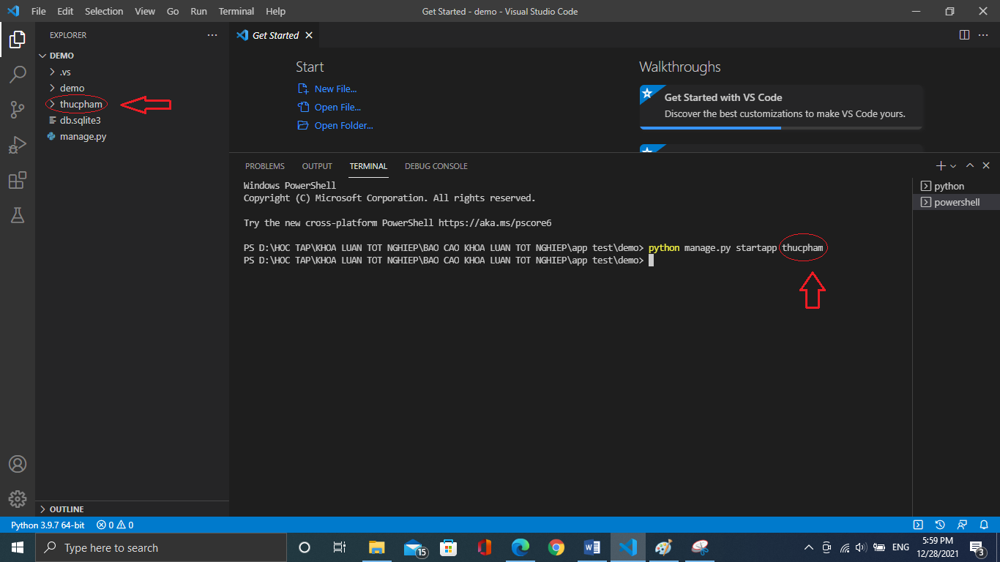 File Edit Selection View Go Run Terminal Help
Get Started - demo - Visual Studio Code
EXPLORER
DEMO
.vs
demo
thucpham
db.sqlite3
manage.py
OUTLINE
Get Started
Start
New File...
Open File...
Open Folder...
Walkthroughs
Get Started with VS Code
Discover the best customizations to make VS Code yours.
PROBLEMS OUTPUT TERMINAL DEBUG CONSOLE
Windows PowerShell
Copyright (C) Microsoft Corporation. All rights reserved.
Try the new cross-platform PowerShell https://aka.ms/pscore6
PS D:\HOC TAP\KHOA LUAN TOT NGHIEP\BAO CAO KHOA LUAN TOT NGHIEP\app test\demo> python manage.py startapp thucpham
PS D:\HOC TAP\KHOA LUAN TOT NGHIEP\BAO CAO KHOA LUAN TOT NGHIEP\app test\demo>
python
powershell
Python 3.9.7 64-bit 0 0
Type here to search
15
ENG
5:59 PM
12/28/2021
3